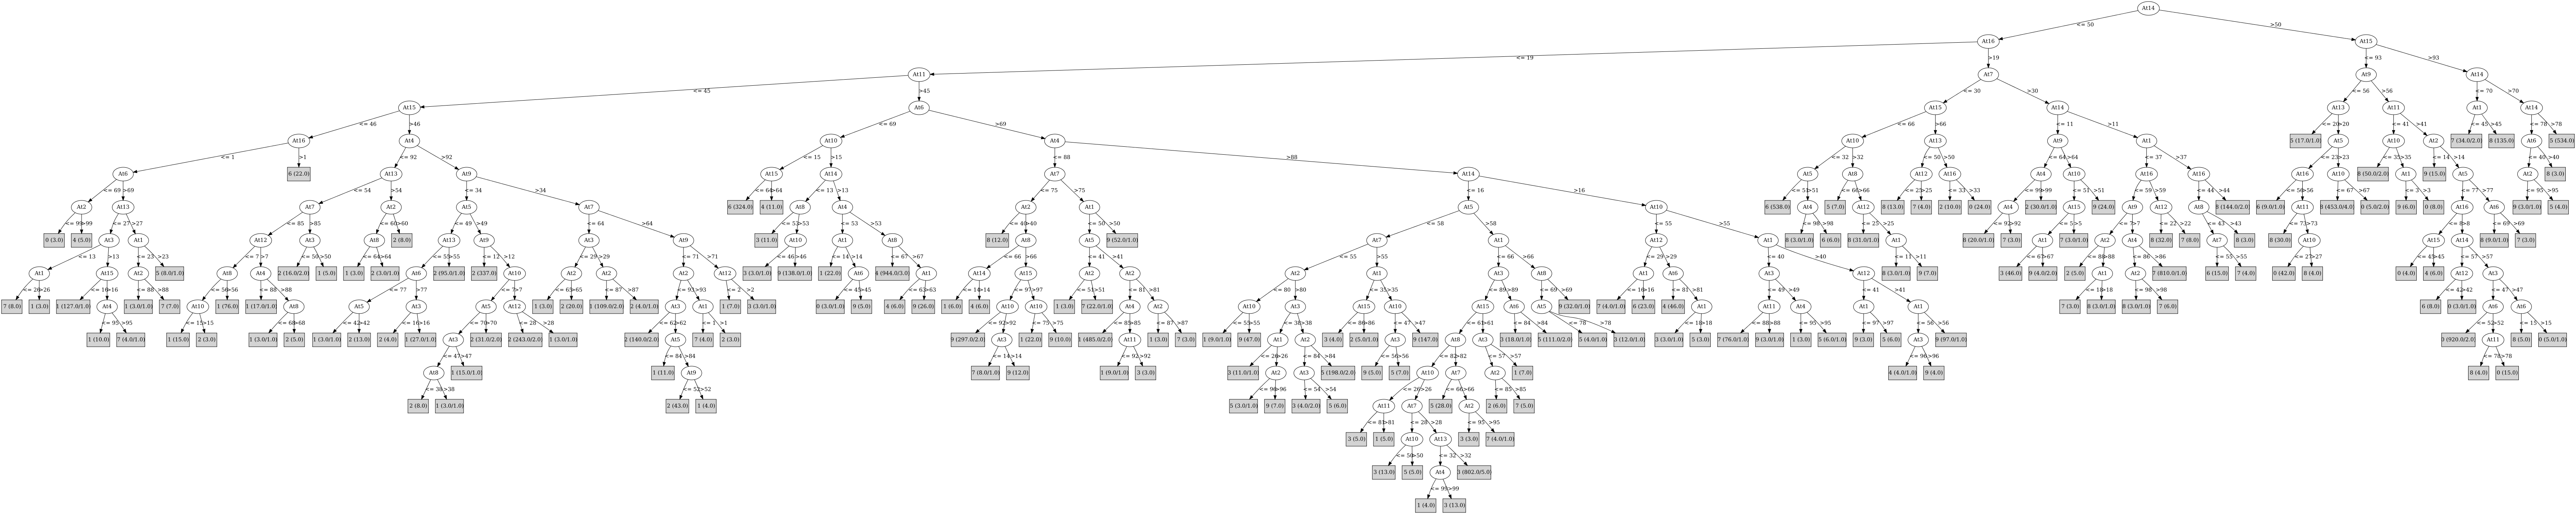 At14
<= 50 >50
At16 At15
<= 19 >19 <= 93 >93
At11 At7 At9 At14
<= 45 >45 <= 30 >30 <= 56 >56 <= 70 >70
At15 At6 At15 At14 At13 At11 At1 At14
<= 46 >46 <= 69 >69 <= 66 >66 <= 11 >11 <= 20 >20 <= 41 >41 <= 45 >45 <= 78 >78
At16 At4 At10 At4 At10 At13 At9 At1 5 (17.0/1.0) At5 At10 At2 7 (34.0/2.0) 8 (135.0) At6 5 (534.0)
<= 1 >1 <= 92 >92 <= 15 >15 <= 88 >88 <= 32 >32 <= 50 >50 <= 64 >64 <= 37 >37 <= 23 >23 <= 35 >35 <= 14 >14 <= 40 >40
At6 6 (22.0) At13 At9 At15 At14 At7 At14 At5 At8 At12 At16 At4 At10 At16 At16 At16 At10 8 (50.0/2.0) At1 9 (15.0) At5 At2 8 (3.0)
<= 69 >69 <= 54 >54 <= 34 >34 <= 64 >64 <= 13 >13 <= 75 >75 <= 16 >16 <= 51 >51 <= 66 >66 <= 25 >25 <= 33 >33 <= 99 >99 <= 51 >51 <= 59 >59 <= 44 >44 <= 56 >56 <= 67 >67 <= 3 >3 <= 77 >77 <= 95 >95
At2 At13 At7 At2 At5 At7 6 (324.0) 4 (11.0) At8 At4 At2 At1 At5 At10 6 (538.0) At4 5 (7.0) At12 8 (13.0) 7 (4.0) 2 (10.0) 0 (24.0) At4 2 (30.0/1.0) At15 9 (24.0) At9 At12 At8 8 (144.0/2.0) 6 (9.0/1.0) At11 8 (453.0/4.0) 0 (5.0/2.0) 9 (6.0) 0 (8.0) At16 At6 9 (3.0/1.0) 5 (4.0)
<= 99 >99 <= 27 >27 <= 85 >85 <= 60 >60 <= 49 >49 <= 64 >64 <= 53 >53 <= 53 >53 <= 40 >40 <= 50 >50 <= 58 >58 <= 55 >55 <= 98 >98 <= 25 >25 <= 92 >92 <= 5 >5 <= 7 >7 <= 22 >22 <= 43 >43 <= 73 >73 <= 8 >8 <= 69 >69
0 (3.0) 4 (5.0) At3 At1 At12 At3 At8 2 (8.0) At13 At9 At3 At9 3 (11.0) At10 At1 At8 8 (12.0) At8 At5 9 (52.0/1.0) At7 At1 At12 At1 8 (3.0/1.0) 6 (6.0) 8 (31.0/1.0) At1 8 (20.0/1.0) 7 (3.0) At1 7 (3.0/1.0) At2 At4 8 (32.0) 7 (8.0) At7 8 (3.0) 8 (30.0) At10 At15 At14 8 (9.0/1.0) 7 (3.0)
<= 13 >13 <= 23 >23 <= 7 >7 <= 50 >50 <= 64 >64 <= 55 >55 <= 12 >12 <= 29 >29 <= 71 >71 <= 46 >46 <= 14 >14 <= 67 >67 <= 66 >66 <= 41 >41 <= 55 >55 <= 66 >66 <= 29 >29 <= 40 >40 <= 11 >11 <= 67 >67 <= 88 >88 <= 86 >86 <= 55 >55 <= 27 >27 <= 45 >45 <= 57 >57
At1 At15 At2 5 (8.0/1.0) At8 At4 2 (16.0/2.0) 1 (5.0) 1 (3.0) 2 (3.0/1.0) At6 2 (95.0/1.0) 2 (337.0) At10 At2 At2 At2 At12 3 (3.0/1.0) 9 (138.0/1.0) 1 (22.0) At6 4 (944.0/3.0) At1 At14 At15 At2 At2 At2 At1 At3 At8 At1 At6 At3 At12 8 (3.0/1.0) 9 (7.0) 3 (46.0) 9 (4.0/2.0) 2 (5.0) At1 At2 7 (810.0/1.0) 6 (15.0) 7 (4.0) 0 (42.0) 8 (4.0) 0 (4.0) 4 (6.0) At12 At3
<= 26 >26 <= 16 >16 <= 88 >88 <= 56 >56 <= 88 >88 <= 77 >77 <= 7 >7 <= 65 >65 <= 87 >87 <= 93 >93 <= 2 >2 <= 45 >45 <= 63 >63 <= 14 >14 <= 97 >97 <= 51 >51 <= 81 >81 <= 80 >80 <= 35 >35 <= 89 >89 <= 69 >69 <= 16 >16 <= 81 >81 <= 49 >49 <= 41 >41 <= 18 >18 <= 98 >98 <= 42 >42 <= 47 >47
7 (8.0) 1 (3.0) 1 (127.0/1.0) At4 1 (3.0/1.0) 7 (7.0) At10 1 (76.0) 1 (17.0/1.0) At8 At5 At3 At5 At12 1 (3.0) 2 (20.0) 1 (109.0/2.0) 2 (4.0/1.0) At3 At1 1 (7.0) 3 (3.0/1.0) 0 (3.0/1.0) 9 (5.0) 4 (6.0) 9 (26.0) 1 (6.0) 4 (6.0) At10 At10 1 (3.0) 7 (22.0/1.0) At4 At2 At10 At3 At15 At10 At15 At6 At5 9 (32.0/1.0) 7 (4.0/1.0) 6 (23.0) 4 (46.0) At1 At11 At4 At1 At1 7 (3.0) 8 (3.0/1.0) 8 (3.0/1.0) 7 (6.0) 6 (8.0) 9 (3.0/1.0) At6 At6
<= 95 >95 <= 15 >15 <= 68 >68 <= 42 >42 <= 16 >16 <= 70 >70 <= 28 >28 <= 62 >62 <= 1 >1 <= 92 >92 <= 75 >75 <= 85 >85 <= 87 >87 <= 55 >55 <= 38 >38 <= 86 >86 <= 47 >47 <= 61 >61 <= 84 >84 <= 78 >78 <= 18 >18 <= 88 >88 <= 95 >95 <= 97 >97 <= 56 >56 <= 52 >52 <= 15 >15
1 (10.0) 7 (4.0/1.0) 1 (15.0) 2 (3.0) 1 (3.0/1.0) 2 (5.0) 1 (3.0/1.0) 2 (13.0) 2 (4.0) 1 (27.0/1.0) At3 2 (31.0/2.0) 2 (243.0/2.0) 1 (3.0/1.0) 2 (140.0/2.0) At5 7 (4.0) 2 (3.0) 9 (297.0/2.0) At3 1 (22.0) 9 (10.0) 1 (485.0/2.0) At11 1 (3.0) 7 (3.0) 1 (9.0/1.0) 9 (47.0) At1 At2 3 (4.0) 2 (5.0/1.0) At3 9 (147.0) At8 At3 3 (18.0/1.0) 5 (111.0/2.0) 5 (4.0/1.0) 3 (12.0/1.0) 3 (3.0/1.0) 5 (3.0) 7 (76.0/1.0) 9 (3.0/1.0) 1 (3.0) 5 (6.0/1.0) 9 (3.0) 5 (6.0) At3 9 (97.0/1.0) 9 (920.0/2.0) At11 8 (5.0) 0 (5.0/1.0)
<= 47 >47 <= 84 >84 <= 14 >14 <= 92 >92 <= 26 >26 <= 84 >84 <= 56 >56 <= 82 >82 <= 57 >57 <= 96 >96 <= 78 >78
At8 1 (15.0/1.0) 1 (11.0) At9 7 (8.0/1.0) 9 (12.0) 1 (9.0/1.0) 3 (3.0) 3 (11.0/1.0) At2 At3 5 (198.0/2.0) 9 (5.0) 5 (7.0) At10 At7 At2 1 (7.0) 4 (4.0/1.0) 9 (4.0) 8 (4.0) 0 (15.0)
<= 38 >38 <= 52 >52 <= 96 >96 <= 54 >54 <= 26 >26 <= 66 >66 <= 85 >85
2 (8.0) 1 (3.0/1.0) 2 (43.0) 1 (4.0) 5 (3.0/1.0) 9 (7.0) 3 (4.0/2.0) 5 (6.0) At11 At7 5 (28.0) At2 2 (6.0) 7 (5.0)
<= 81 >81 <= 28 >28 <= 95 >95
3 (5.0) 1 (5.0) At10 At13 3 (3.0) 7 (4.0/1.0)
<= 50 >50 <= 32 >32
3 (13.0) 5 (5.0) At4 3 (802.0/5.0)
<= 99 >99
1 (4.0) 3 (13.0)